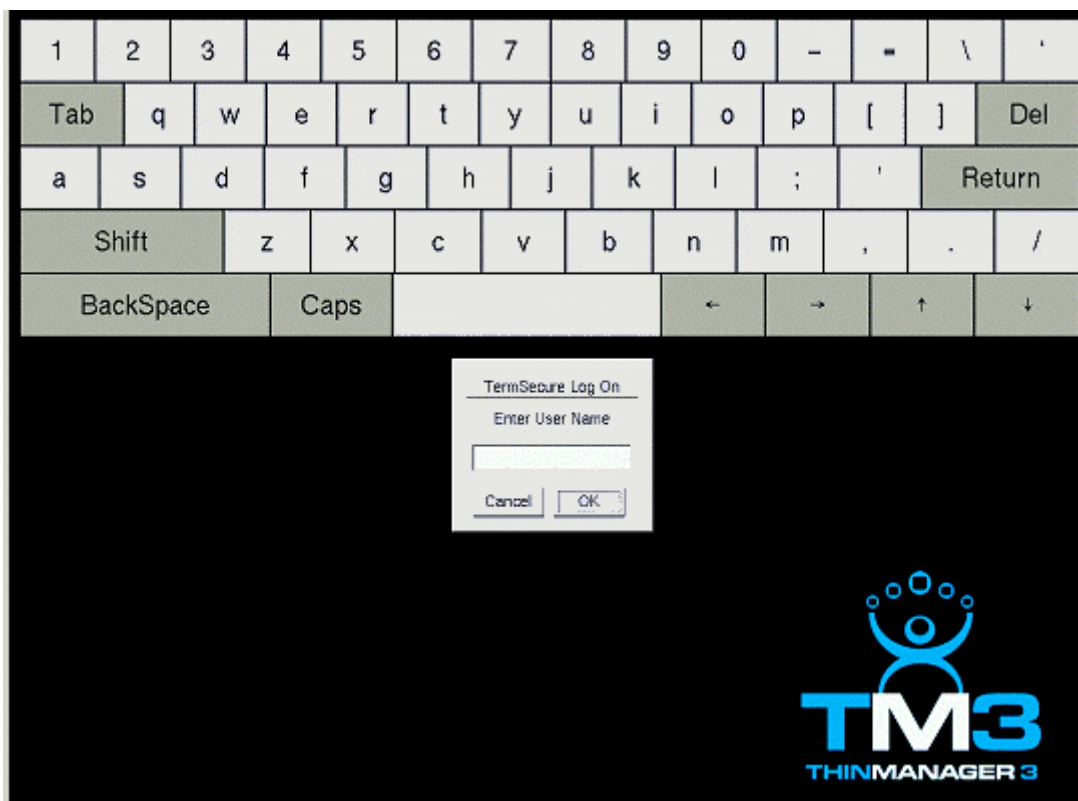 1 2 3 4 5 6 7 8 9 0 - = \ `
Tab q w e r t y u i o p [ ] Del
a s d f g h j k l ; ' Return
Shift z x c v b n m , . /
BackSpace Caps ← → ↑ ↓
TermSecure Log On
Enter User Name
Cancel OK
TM3
THINMANAGER 3